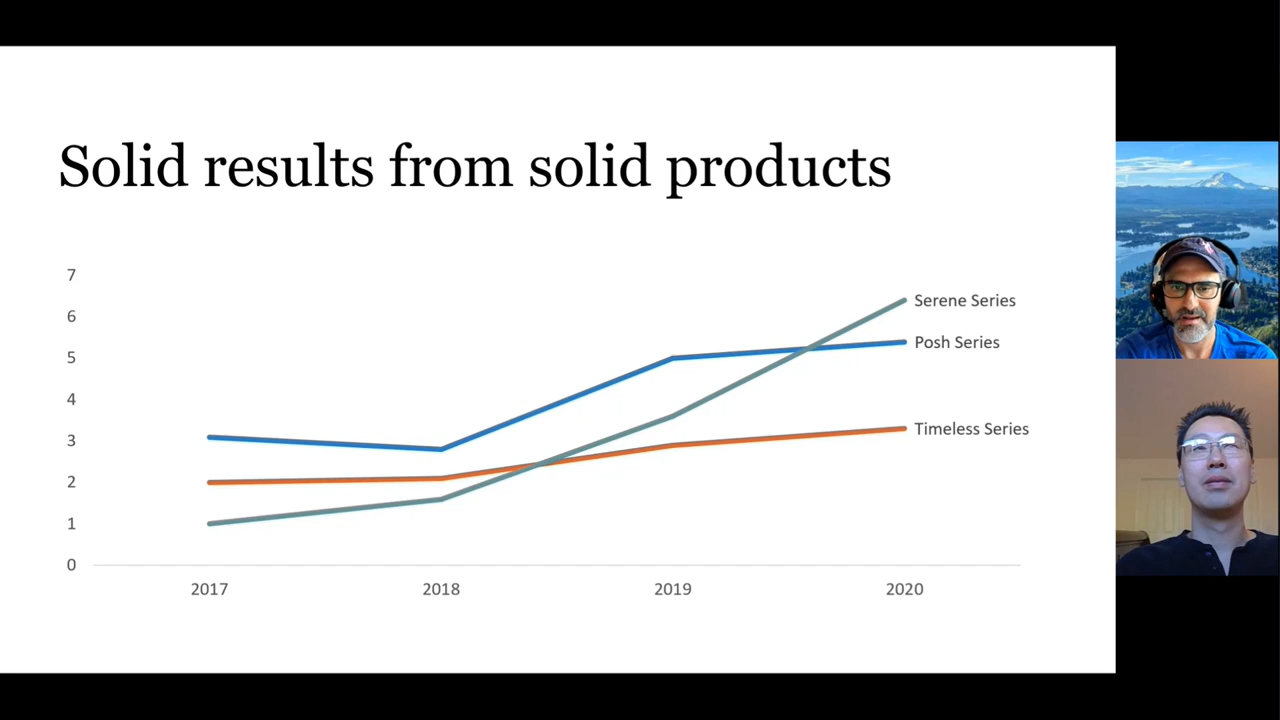 Solid results from solid products
7
6
5
4
3
2
1
0
Serene Series
Posh Series
Timeless Series
2017 2018 2019 2020